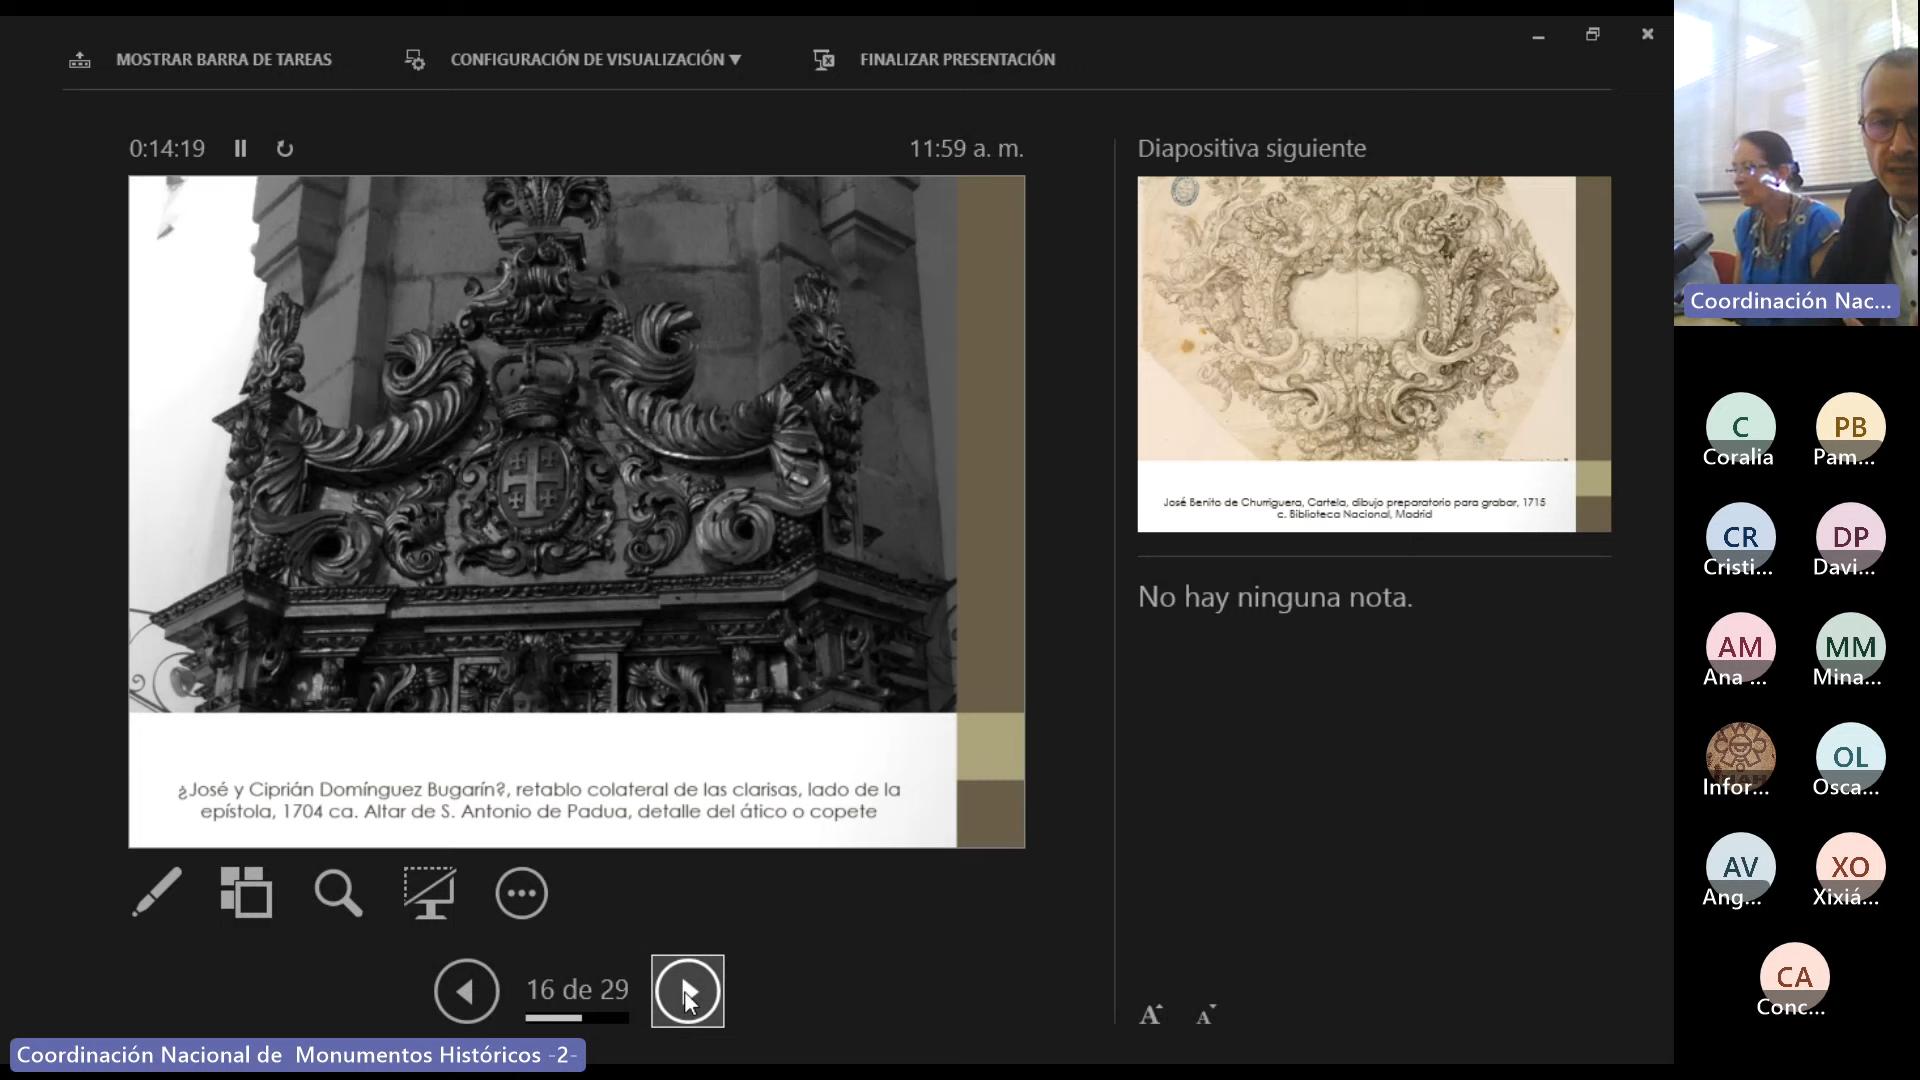 MOSTRAR BARRA DE TAREAS
CONFIGURACIÓN DE VISUALIZACIÓN
FINALIZAR PRESENTACIÓN
0:14:19
11:59 a. m.
Diapositiva siguiente
José Benito de Churriguera, Cartela, dibujo preparatorio para grabar, 1715
c. Biblioteca Nacional, Madrid
No hay ninguna nota.
¿José y Ciprián Domínguez Bugarín?, retablo colateral de las clarisas, lado de la
epístola, 1704 ca. Altar de S. Antonio de Padua, detalle del ático o copete
16 de 29
A A
Coordinación Nacional de Monumentos Históricos -2-
Coordinación Nac...
C
Coralia
PB
Pam...
CR
Cristi...
DP
Davi...
AM
Ana ...
MM
Mina...
Infor...
OL
Osca...
AV
Ang...
XO
Xixiá...
CA
Conc...